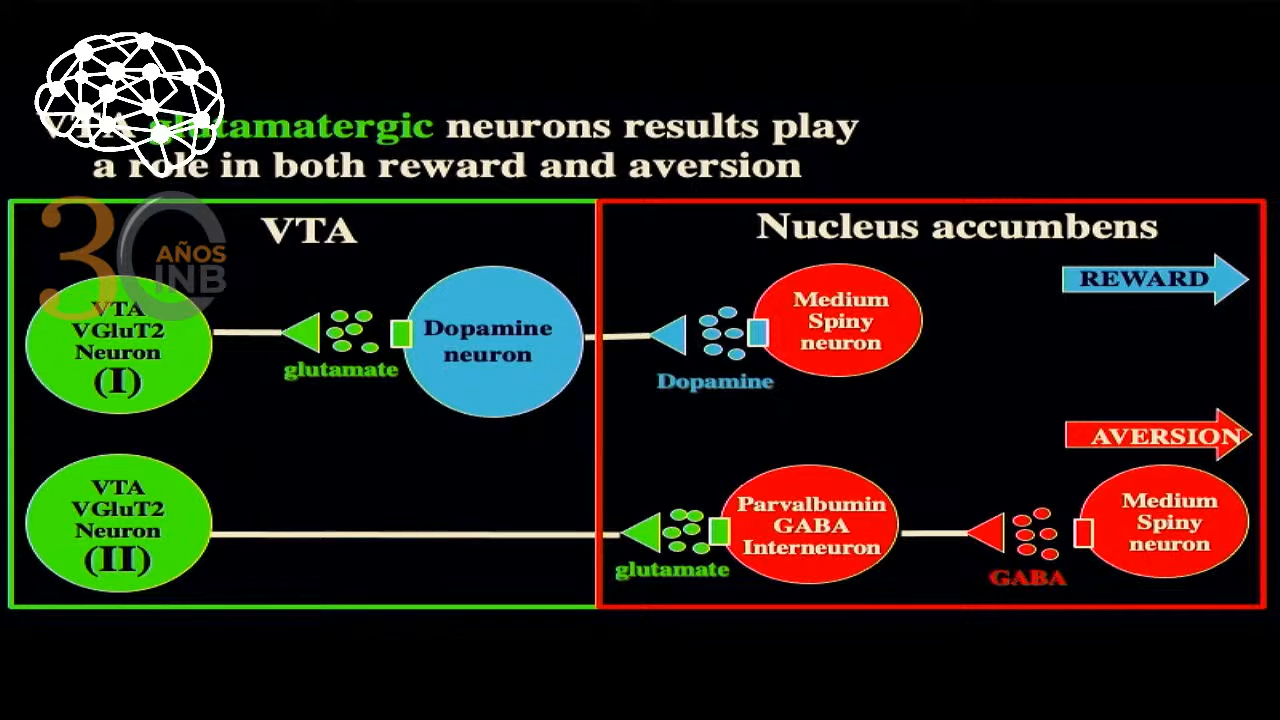 VTA glutamatergic neurons results play
a role in both reward and aversion
30
AÑOS
INB
VTA
Nucleus accumbens
REWARD
VTA
VGluT2
Neuron
(I)
glutamate
Dopamine
neuron
Dopamine
Medium
Spiny
neuron
AVERSION
VTA
VGluT2
Neuron
(II)
glutamate
Parvalbumin
GABA
Interneuron
GABA
Medium
Spiny
neuron